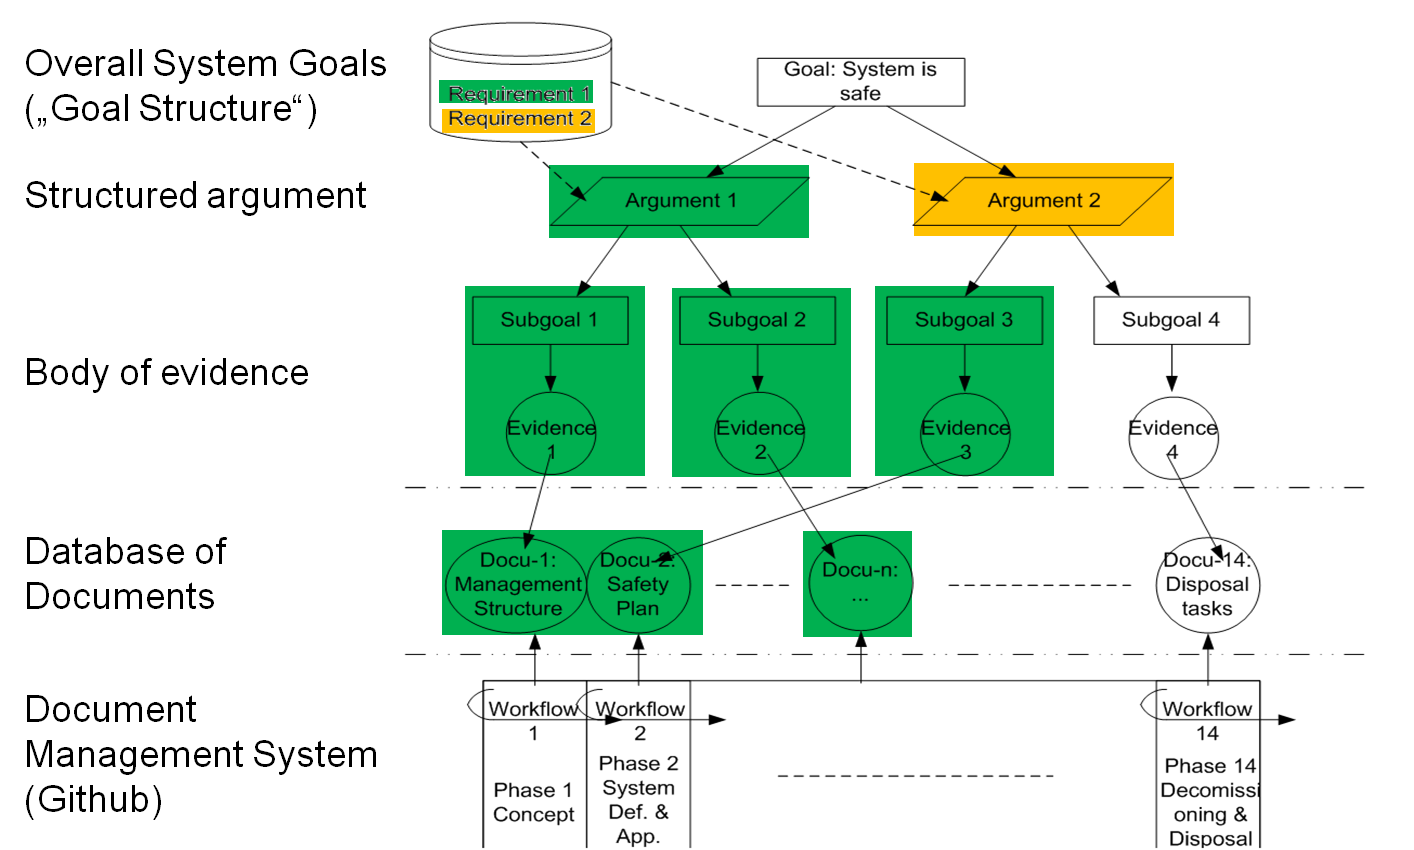 Overall System Goals
(„Goal Structure“)
Requirement 1
Requirement 2
Goal: System is
safe
Structured argument
Argument 1
Argument 2
Subgoal 1
Subgoal 2
Subgoal 3
Subgoal 4
Body of evidence
Evidence
1
Evidence
2
Evidence
3
Evidence
4
Database of
Documents
Docu-1:
Management
Structure
Docu-2:
Safety
Plan
Docu-n:
...
Docu-14:
Disposal
tasks
Document
Management System
(Github)
Workflow
1
Phase 1
Concept
Workflow
2
Phase 2
System
Def. &
App.
Workflow
14
Phase 14
Decomissi
oning &
Disposal